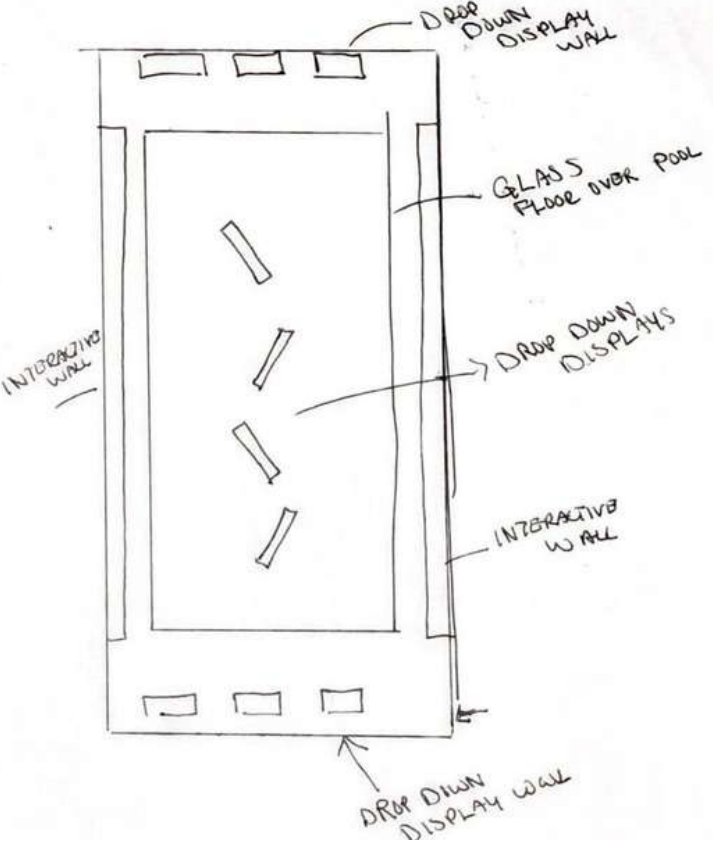 DROP
DOWN
DISPLAY
WALL
GLASS
FLOOR OVER POOL
DROP DOWN
DISPLAYS
INTERACTIVE
WALL
INTERACTIVE
WALL
DROP DOWN
DISPLAY WALL